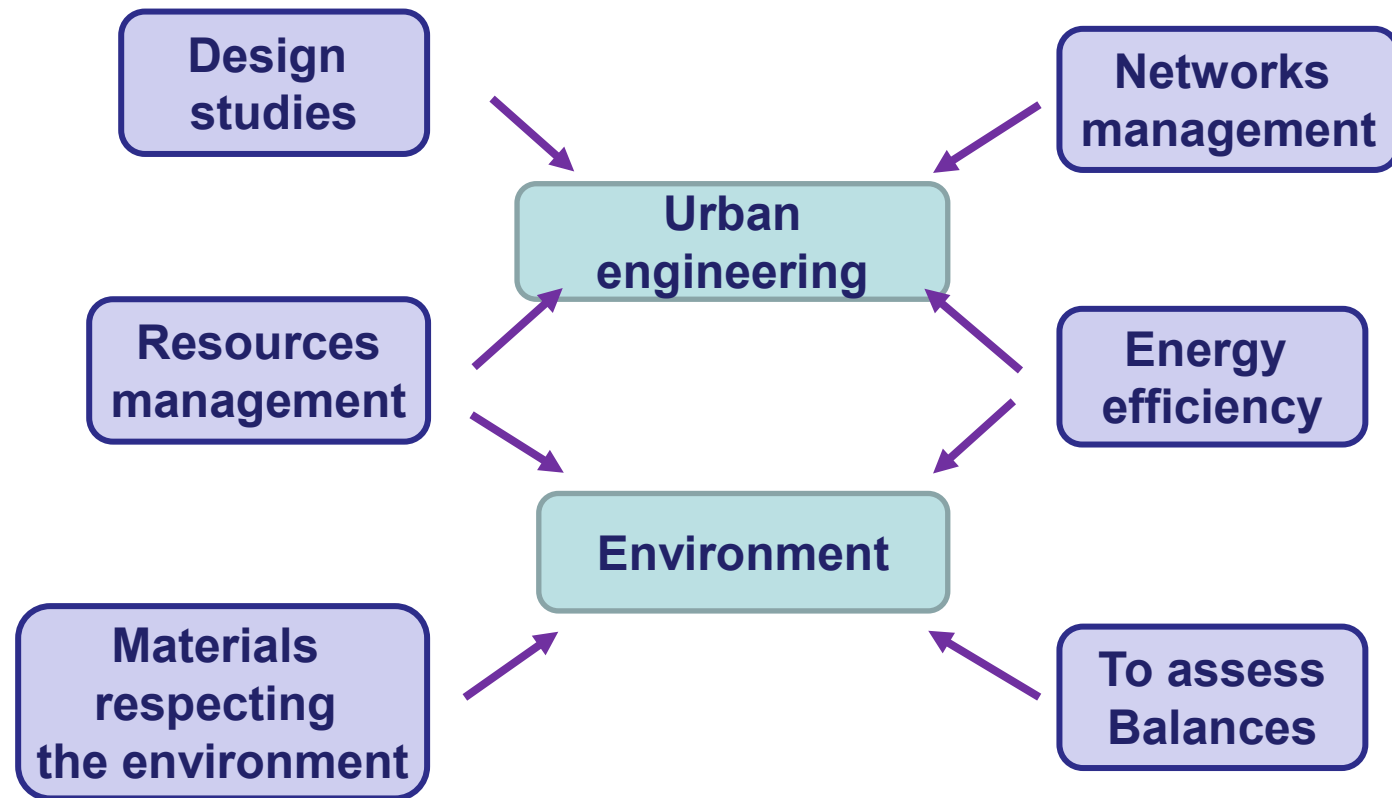 Design
studies
Networks
management
Urban
engineering
Resources
management
Energy
efficiency
Environment
Materials
respecting
the environment
To assess
Balances